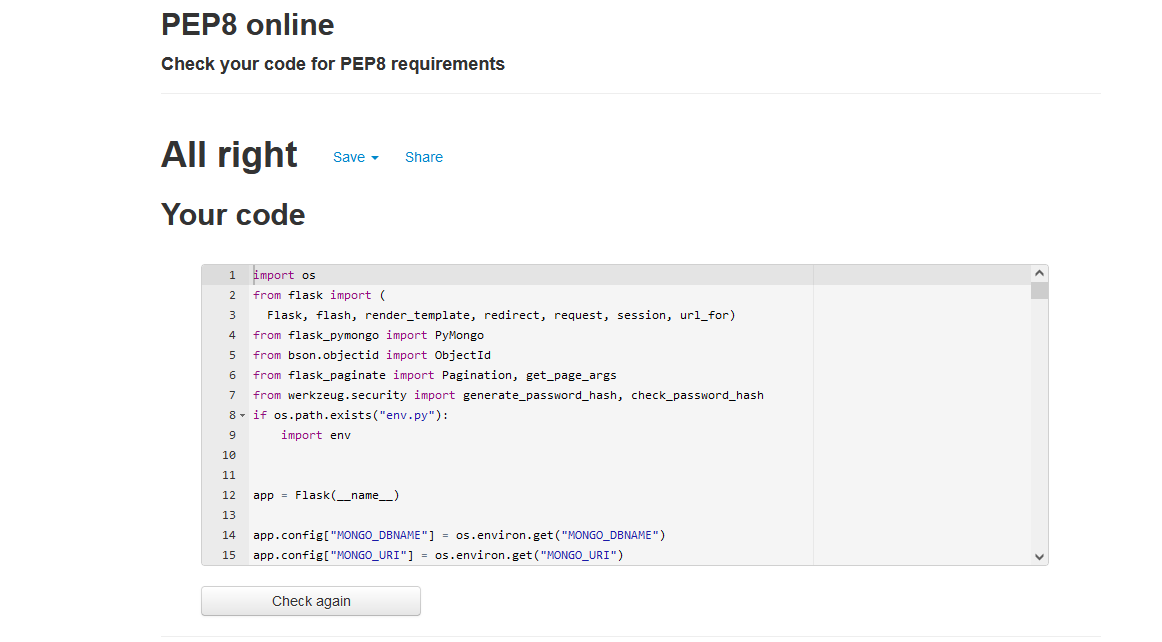 PEP8 online
Check your code for PEP8 requirements
All right Save Share
Your code
1 import os
2 from flask import (
3   Flask, flash, render_template, redirect, request, session, url_for)
4 from flask_pymongo import PyMongo
5 from bson.objectid import ObjectId
6 from flask_paginate import Pagination, get_page_args
7 from werkzeug.security import generate_password_hash, check_password_hash
8 if os.path.exists("env.py"):
9     import env
10
11
12 app = Flask(__name__)
13
14 app.config["MONGO_DBNAME"] = os.environ.get("MONGO_DBNAME")
15 app.config["MONGO_URI"] = os.environ.get("MONGO_URI")
Check again